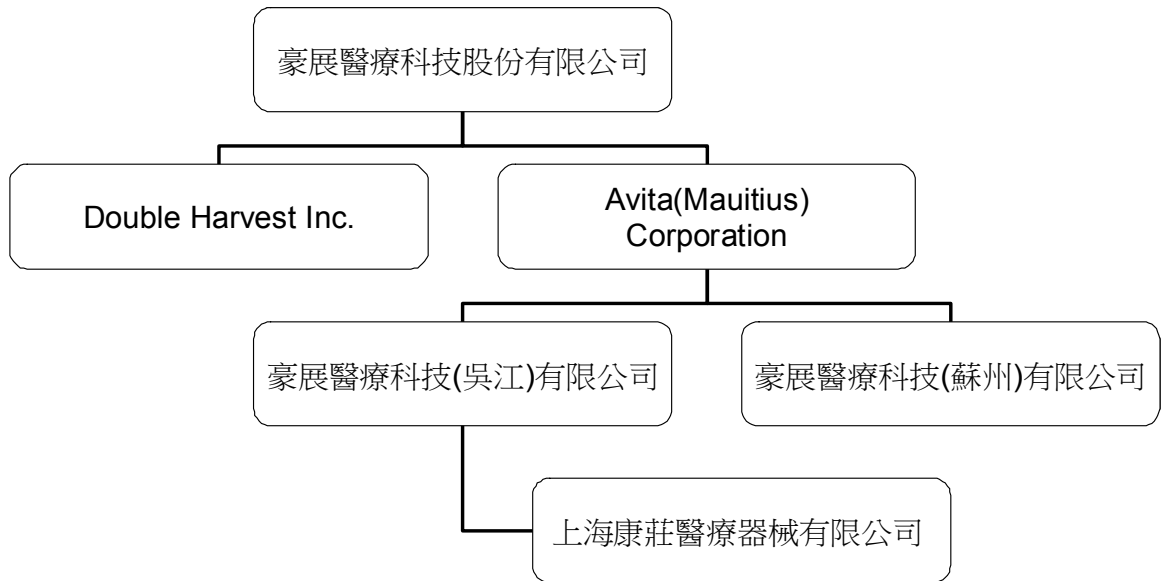 豪展醫療科技股份有限公司
Double Harvest Inc.
Avita(Mauitius)
Corporation
豪展醫療科技(吳江)有限公司
豪展醫療科技(蘇州)有限公司
上海康莊醫療器械有限公司